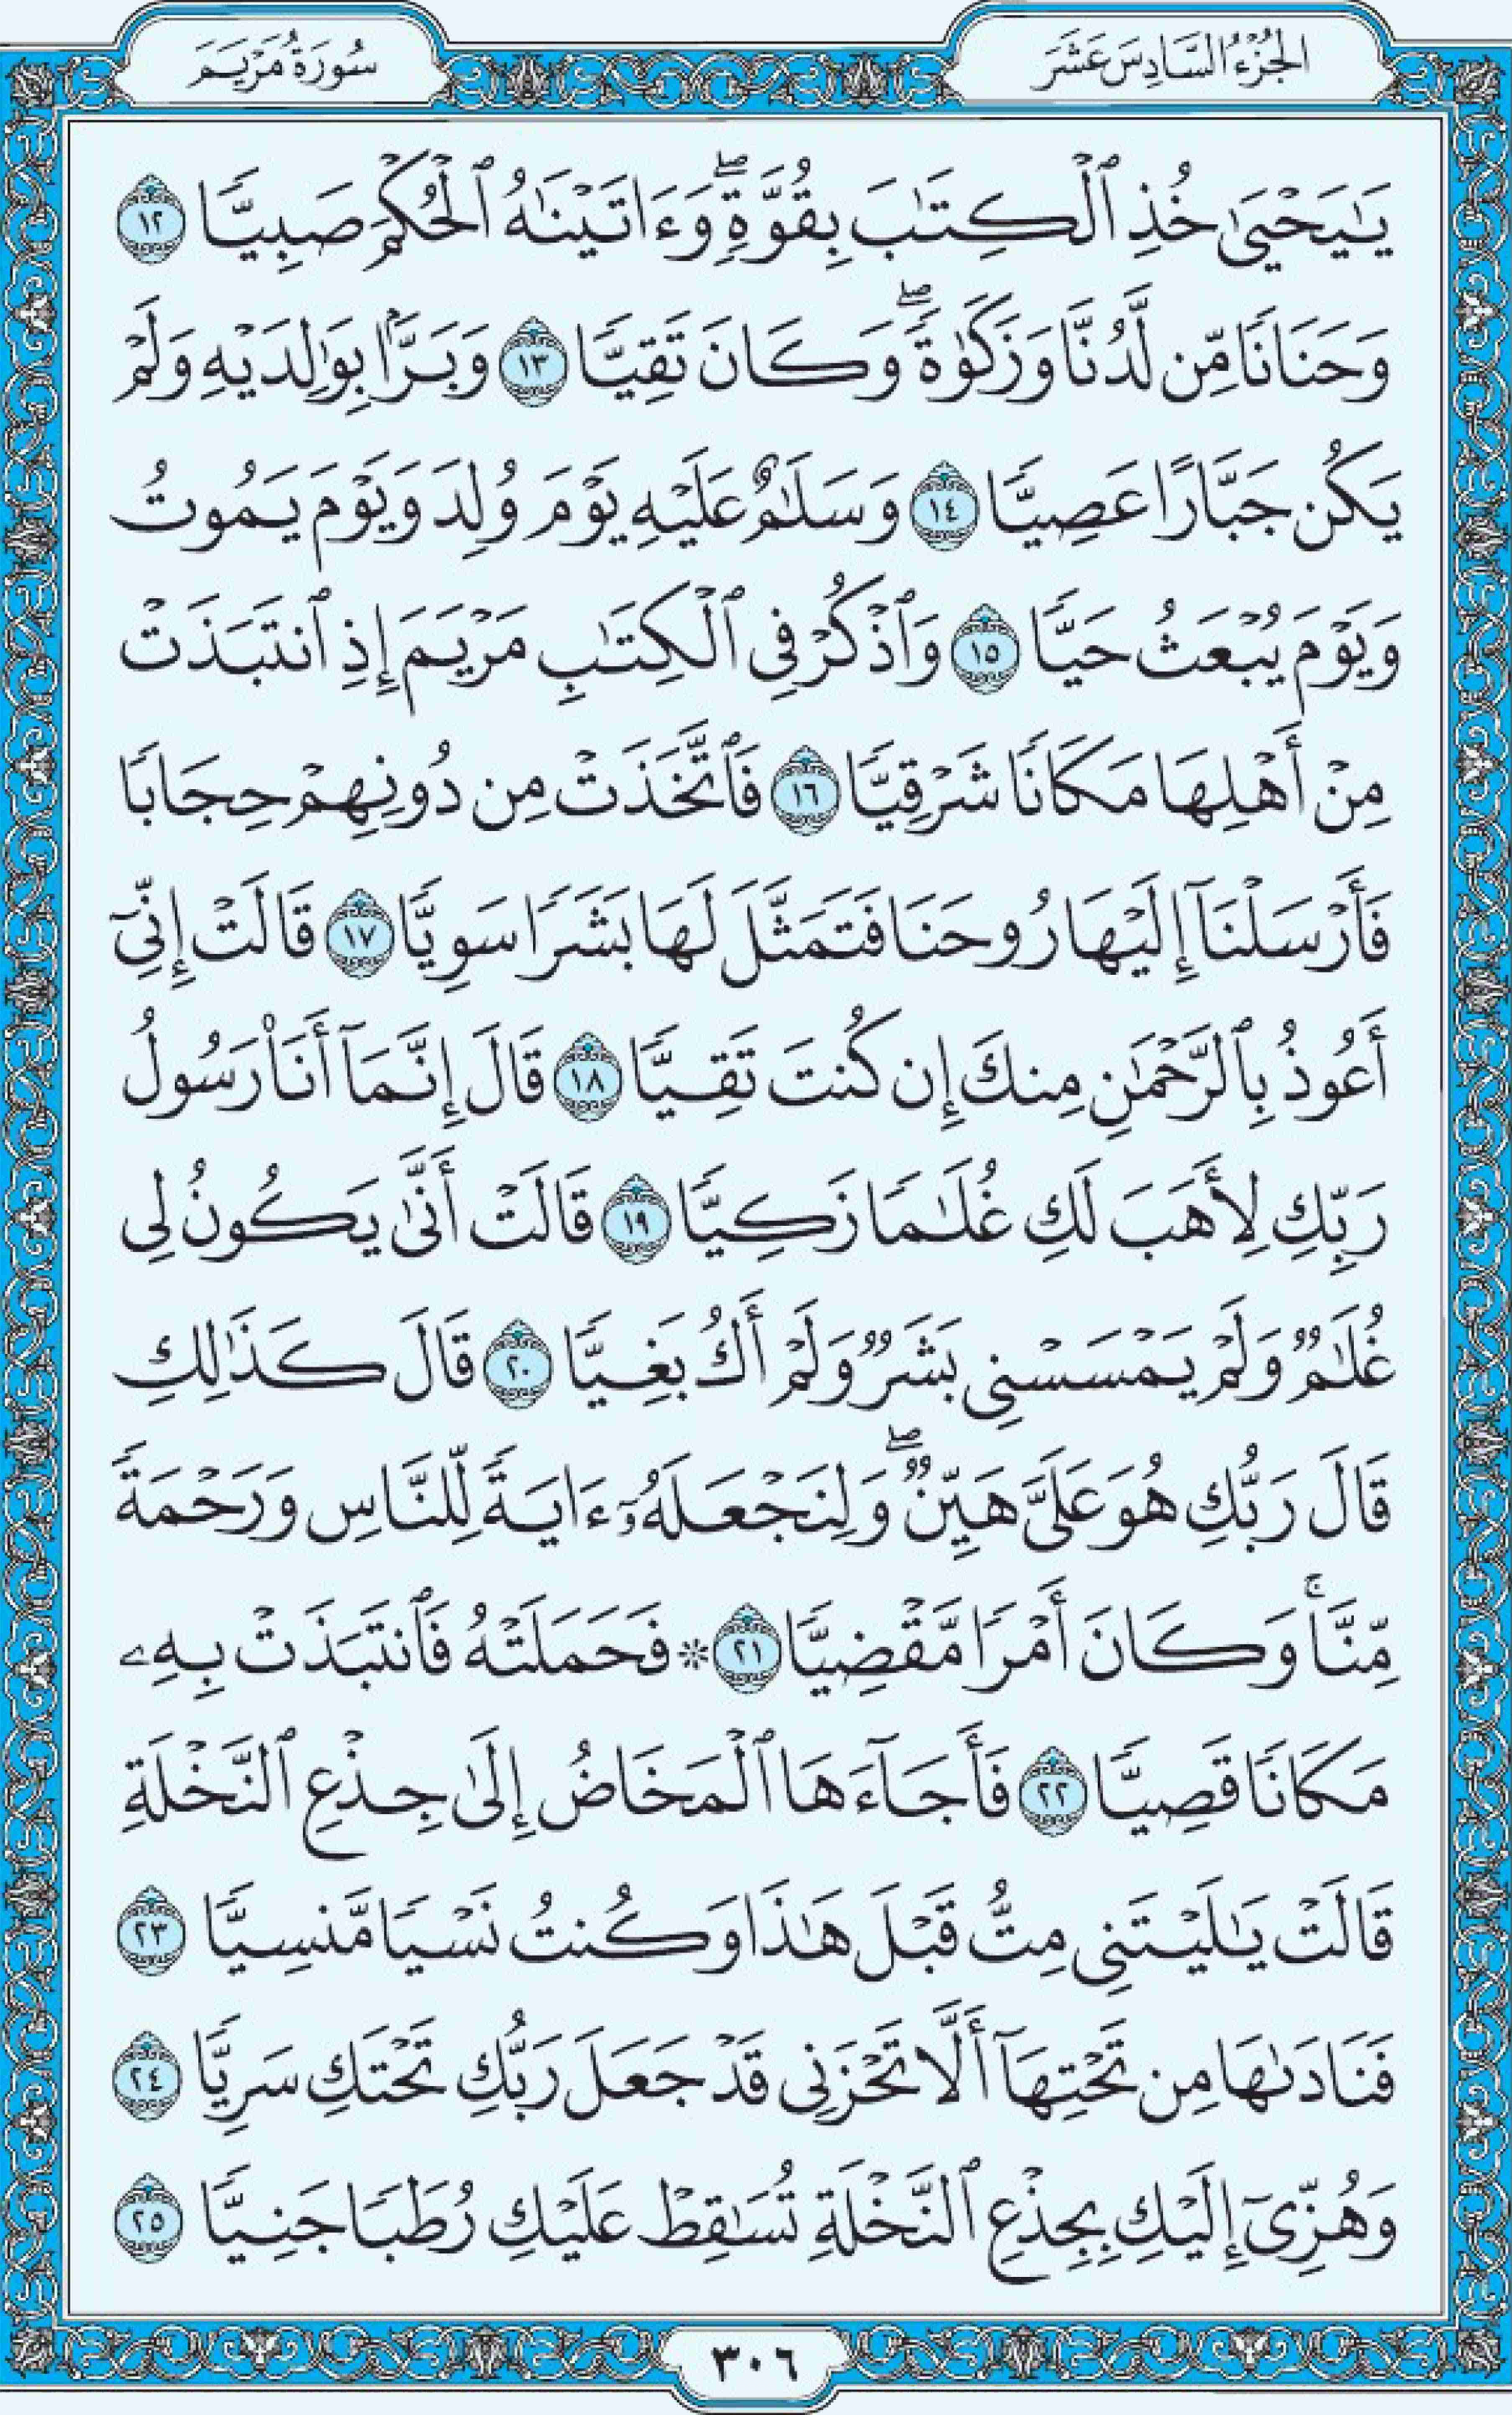 الجُزْءُ السَّادِسَ عَشَرَ
سُورَةُ مَرْيَمَ
يَٰيَحْيَىٰ خُذِ ٱلْكِتَٰبَ بِقُوَّةٖۖ وَءَاتَيْنَٰهُ ٱلْحُكْمَ صَبِيّٗا ١٢
وَحَنَانٗا مِّن لَّدُنَّا وَزَكَوٰةٗۖ وَكَانَ تَقِيّٗا ١٣ وَبَرَّۢا بِوَٰلِدَيْهِ وَلَمْ
يَكُن جَبَّارًا عَصِيّٗا ١٤ وَسَلَٰمٌ عَلَيْهِ يَوْمَ وُلِدَ وَيَوْمَ يَمُوتُ
وَيَوْمَ يُبْعَثُ حَيّٗا ١٥ وَٱذْكُرْ فِي ٱلْكِتَٰبِ مَرْيَمَ إِذِ ٱنتَبَذَتْ
مِنْ أَهْلِهَا مَكَانٗا شَرْقِيّٗا ١٦ فَٱتَّخَذَتْ مِن دُونِهِمْ حِجَابٗا
فَأَرْسَلْنَآ إِلَيْهَا رُوحَنَا فَتَمَثَّلَ لَهَا بَشَرٗا سَوِيّٗا ١٧ قَالَتْ إِنِّيٓ
أَعُوذُ بِٱلرَّحْمَٰنِ مِنكَ إِن كُنتَ تَقِيّٗا ١٨ قَالَ إِنَّمَآ أَنَا۠ رَسُولُ
رَبِّكِ لِأَهَبَ لَكِ غُلَٰمٗا زَكِيّٗا ١٩ قَالَتْ أَنَّىٰ يَكُونُ لِي
غُلَٰمٞ وَلَمْ يَمْسَسْنِي بَشَرٞ وَلَمْ أَكُ بَغِيّٗا ٢٠ قَالَ كَذَٰلِكِ
قَالَ رَبُّكِ هُوَ عَلَيَّ هَيِّنٞۖ وَلِنَجْعَلَهُۥٓ ءَايَةٗ لِّلنَّاسِ وَرَحْمَةٗ
مِّنَّاۚ وَكَانَ أَمْرٗا مَّقْضِيّٗا ٢١ ۞ فَحَمَلَتْهُ فَٱنتَبَذَتْ بِهِۦ
مَكَانٗا قَصِيّٗا ٢٢ فَأَجَآءَهَا ٱلْمَخَاضُ إِلَىٰ جِذْعِ ٱلنَّخْلَةِ
قَالَتْ يَٰلَيْتَنِي مِتُّ قَبْلَ هَٰذَا وَكُنتُ نَسْيٗا مَّنسِيّٗا ٢٣
فَنَادَىٰهَا مِن تَحْتِهَآ أَلَّا تَحْزَنِي قَدْ جَعَلَ رَبُّكِ تَحْتَكِ سَرِيّٗا ٢٤
وَهُزِّيٓ إِلَيْكِ بِجِذْعِ ٱلنَّخْلَةِ تُسَٰقِطْ عَلَيْكِ رُطَبٗا جَنِيّٗا ٢٥
٣٠٦